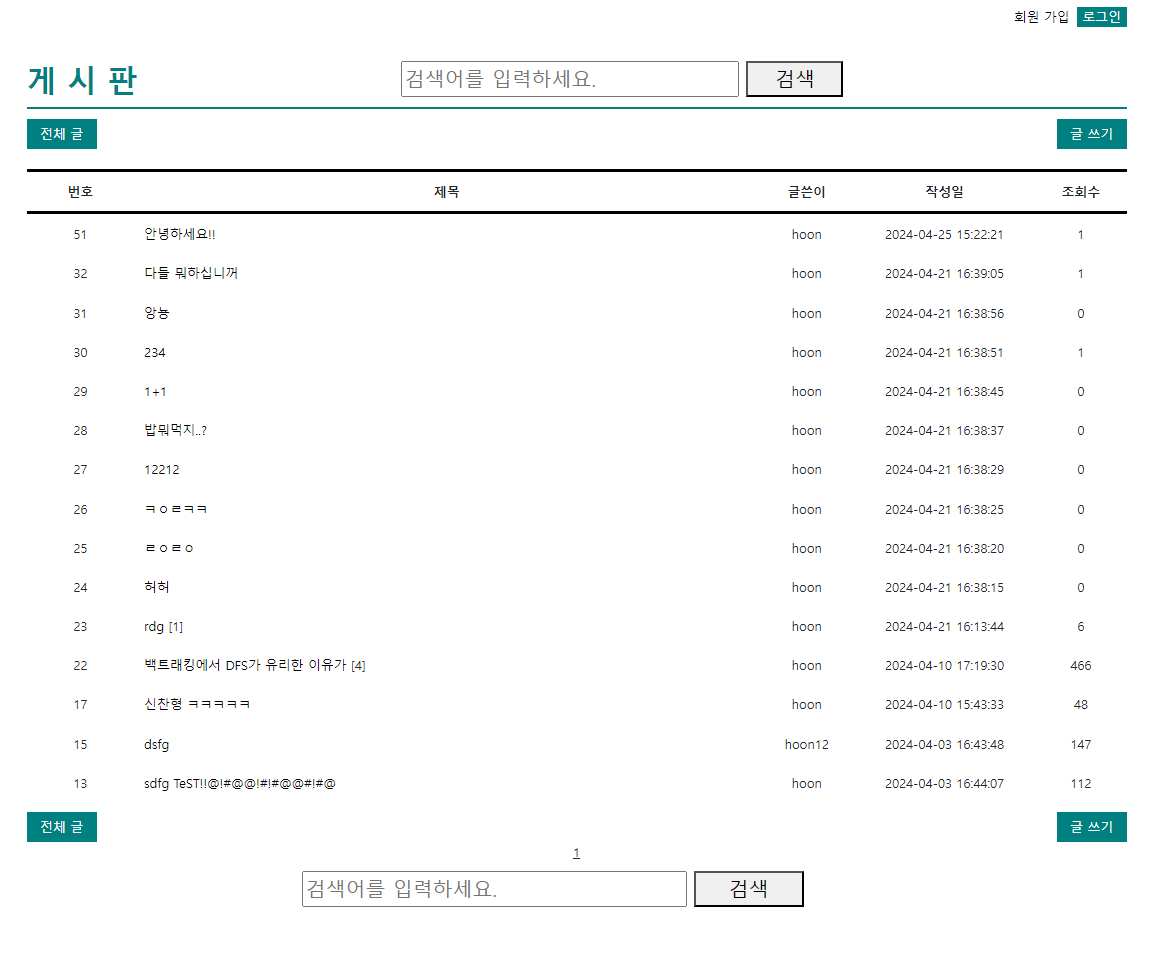 회원 가입 로그인
게 시 판 검색어를 입력하세요. 검색
전체 글 글 쓰기
번호 제목 글쓴이 작성일 조회수
51 안녕하세요!! hoon 2024-04-25 15:22:21 1
32 다들 뭐하십니꺼 hoon 2024-04-21 16:39:05 1
31 앙뇽 hoon 2024-04-21 16:38:56 0
30 234 hoon 2024-04-21 16:38:51 1
29 1+1 hoon 2024-04-21 16:38:45 0
28 밥뭐먹지..? hoon 2024-04-21 16:38:37 0
27 12212 hoon 2024-04-21 16:38:29 0
26 ㅋㅇㄹㅋㅋ hoon 2024-04-21 16:38:25 0
25 ㄹㅇㄹㅇ hoon 2024-04-21 16:38:20 0
24 허허 hoon 2024-04-21 16:38:15 0
23 rdg [1] hoon 2024-04-21 16:13:44 6
22 백트래킹에서 DFS가 유리한 이유가 [4] hoon 2024-04-10 17:19:30 466
17 신찬형 ㅋㅋㅋㅋㅋ hoon 2024-04-10 15:43:33 48
15 dsfg hoon12 2024-04-03 16:43:48 147
13 sdfg TeST!!@!#@@!#!#@@#!#@ hoon 2024-04-03 16:44:07 112
전체 글 글 쓰기
1
검색어를 입력하세요. 검색